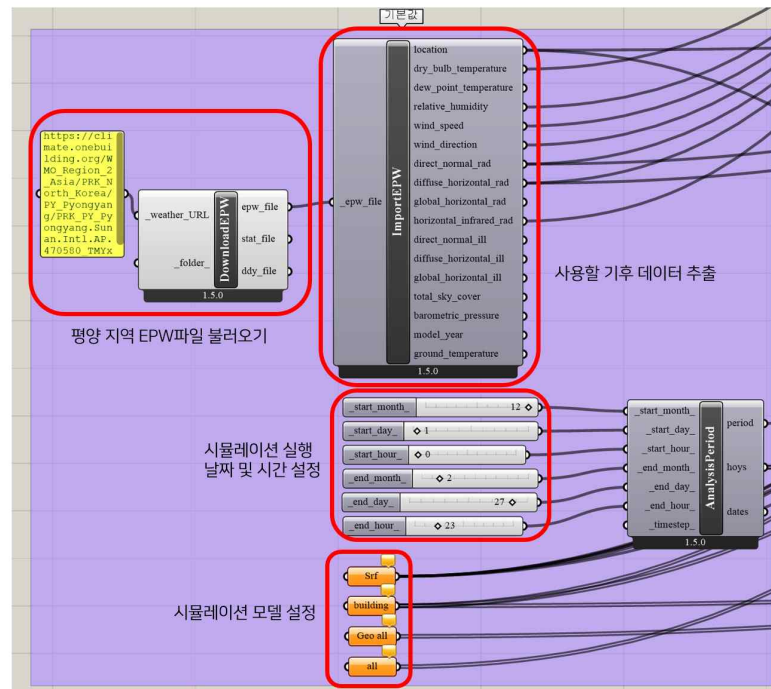 기본값
https://cli
mate.onebui
lding.org/W
MO_Region_2
_Asia/PRK_N
orth_Korea/
PY_Pyongyan
g/PRK_PY_Py
ongyang.Sun
an.Intl.AP.
470580_TMYx
_weather_URL
_folder_
DownloadEPW
epw_file
stat_file
ddy_file
1.5.0
평양 지역 EPW파일 불러오기
_epw_file
ImportEPW
location
dry_bulb_temperature
dew_point_temperature
relative_humidity
wind_speed
wind_direction
direct_normal_rad
diffuse_horizontal_rad
global_horizontal_rad
horizontal_infrared_rad
direct_normal_ill
diffuse_horizontal_ill
global_horizontal_ill
total_sky_cover
barometric_pressure
model_year
ground_temperature
1.5.0
사용할 기후 데이터 추출
시뮬레이션 실행
날짜 및 시간 설정
_start_month_ 12
_start_day_ 1
_start_hour_ 0
_end_month_ 2
_end_day_ 27
_end_hour_ 23
_start_month_
_start_day_
_start_hour_
_end_month_
_end_day_
_end_hour_
_timestep_
AnalysisPeriod
period
hoys
dates
1.5.0
시뮬레이션 모델 설정
Srf
building
Geo all
all